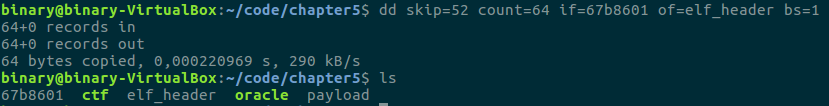 binary@binary-VirtualBox:~/code/chapter5$ dd skip=52 count=64 if=67b8601 of=elf_header bs=1
64+0 records in
64+0 records out
64 bytes copied, 0,000220969 s, 290 kB/s
binary@binary-VirtualBox:~/code/chapter5$ ls
67b8601  ctf  elf_header  oracle  payload